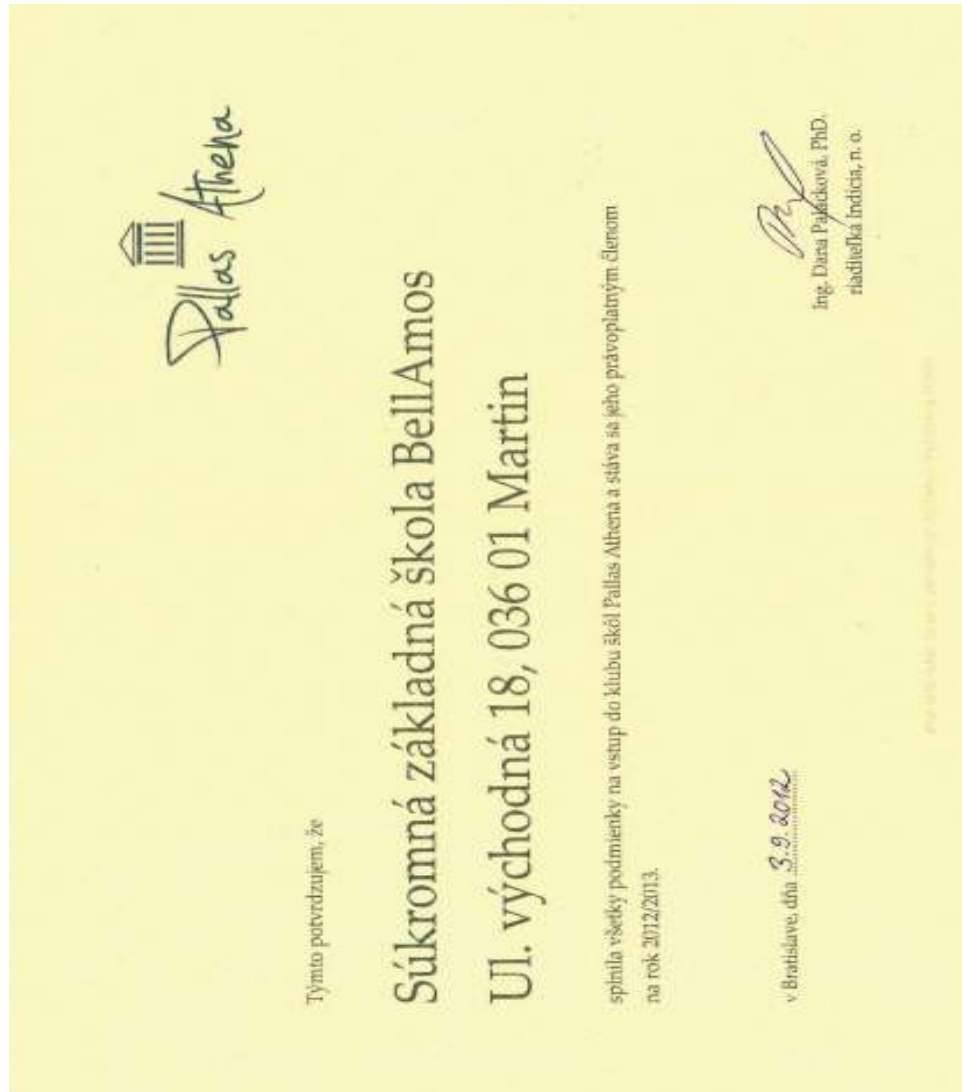 Pallas Athena
Týmto potvrdzujem, že
Súkromná základná škola BellAmos
Ul. východná 18, 036 01 Martin
splnila všetky podmienky na vstup do klubu škôl Pallas Athena a stáva sa jeho právoplatným členom
na rok 2012/2013.
v Bratislave, dňa 3.9.2012
Ing. Dana Palacková, PhD.
riaditeľka Indícia, n. o.